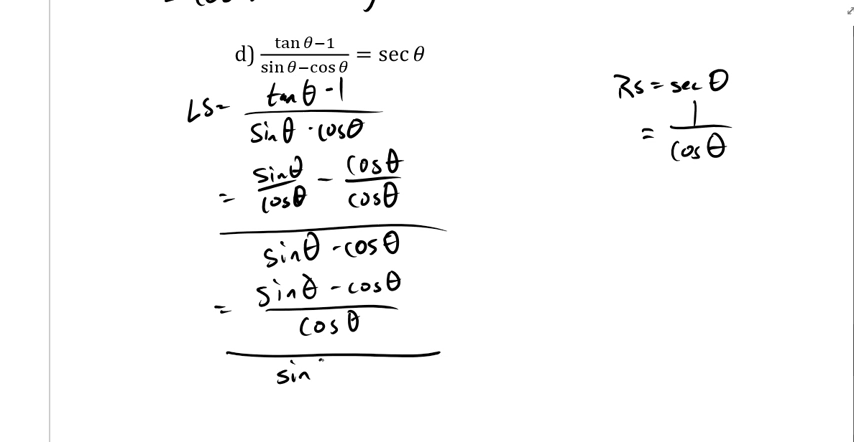 d) (tan θ−1)/(sin θ−cos θ) = sec θ
LS= (tan θ - 1)/(sin θ - cos θ)
= (sin θ/cos θ - cos θ/cos θ)/(sin θ - cos θ)
= ((sin θ - cos θ)/cos θ)/(sin
RS = sec θ
= 1/cos θ